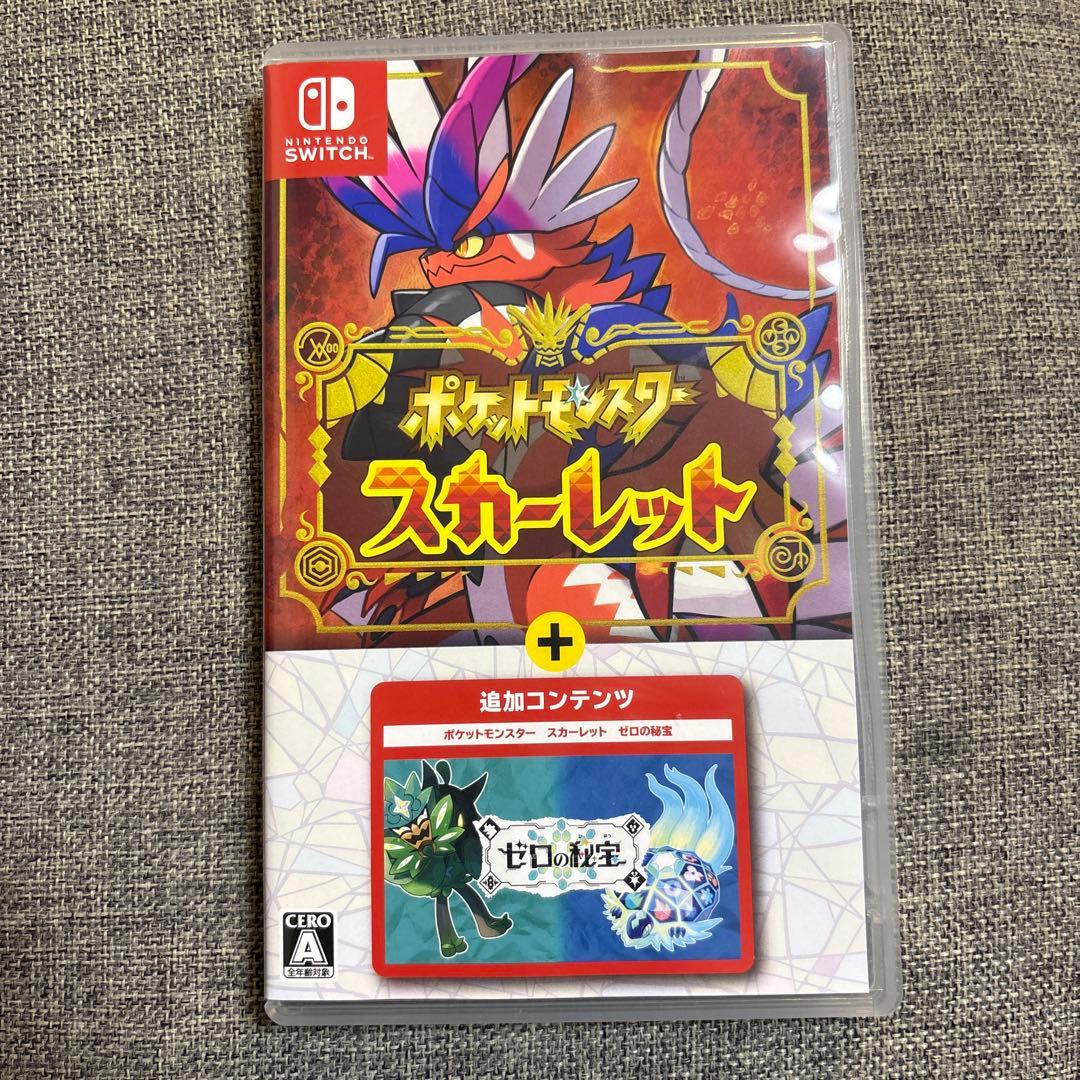 NINTENDO
SWITCH™
ポケットモンスター
スカーレット
+
追加コンテンツ
ポケットモンスター スカーレット ゼロの秘宝
ゼロの秘宝
CERO
A
全年齢対象